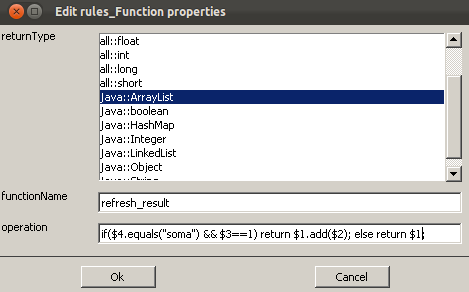 Edit rules_Function properties
returnType
all::float
all::int
all::long
all::short
Java::ArrayList
Java::boolean
Java::HashMap
Java::Integer
Java::LinkedList
Java::Object
Java::String
functionName
refresh_result
operation
if($4.equals("soma") && $3==1) return $1.add($2); else return $1;
Ok
Cancel